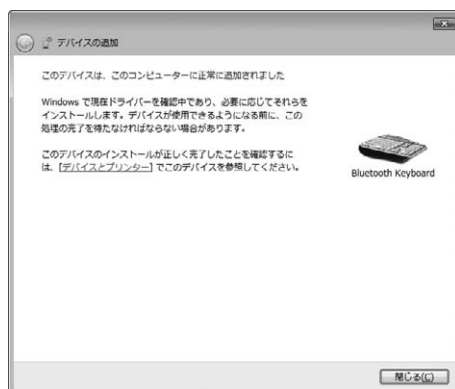 デバイスの追加
このデバイスは、このコンピューターに正常に追加されました
Windows で現在ドライバーを確認中であり、必要に応じてそれらを
インストールします。デバイスが使用できるようになる前に、この
処理の完了を待たなければならない場合があります。
このデバイスのインストールが正しく完了したことを確認するに
は、[デバイスとプリンター] でこのデバイスを参照してください。
Bluetooth Keyboard
閉じる(C)